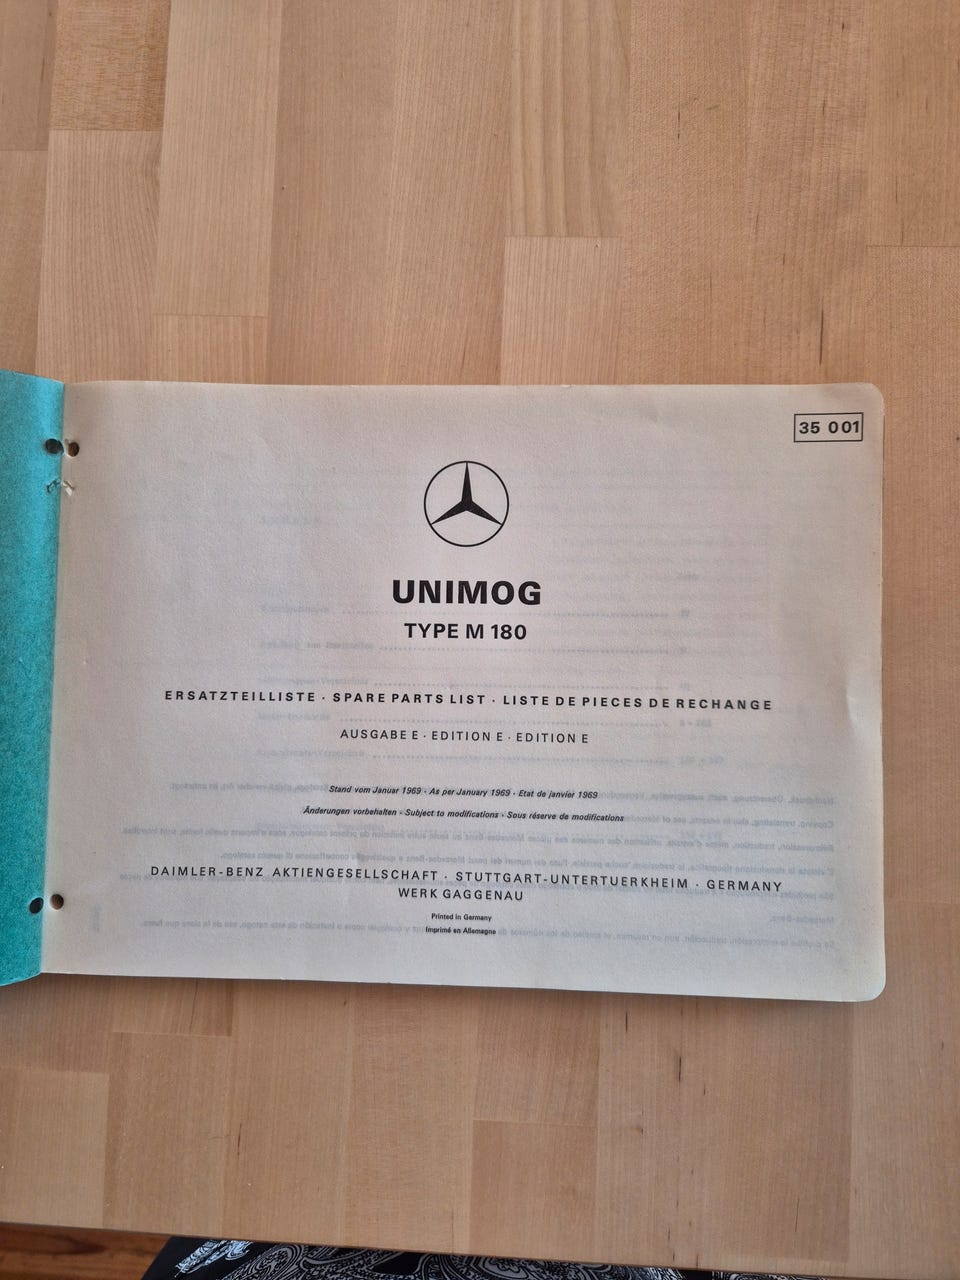 35 001
UNIMOG
TYPE M 180
ERSATZTEILLISTE · SPARE PARTS LIST · LISTE DE PIECES DE RECHANGE
AUSGABE E · EDITION E · EDITION E
Stand vom Januar 1969 · As per January 1969 · Etat de janvier 1969
Änderungen vorbehalten · Subject to modifications · Sous réserve de modifications
DAIMLER-BENZ AKTIENGESELLSCHAFT · STUTTGART-UNTERTUERKHEIM · GERMANY
WERK GAGGENAU
Printed in Germany
Imprimé en Allemagne